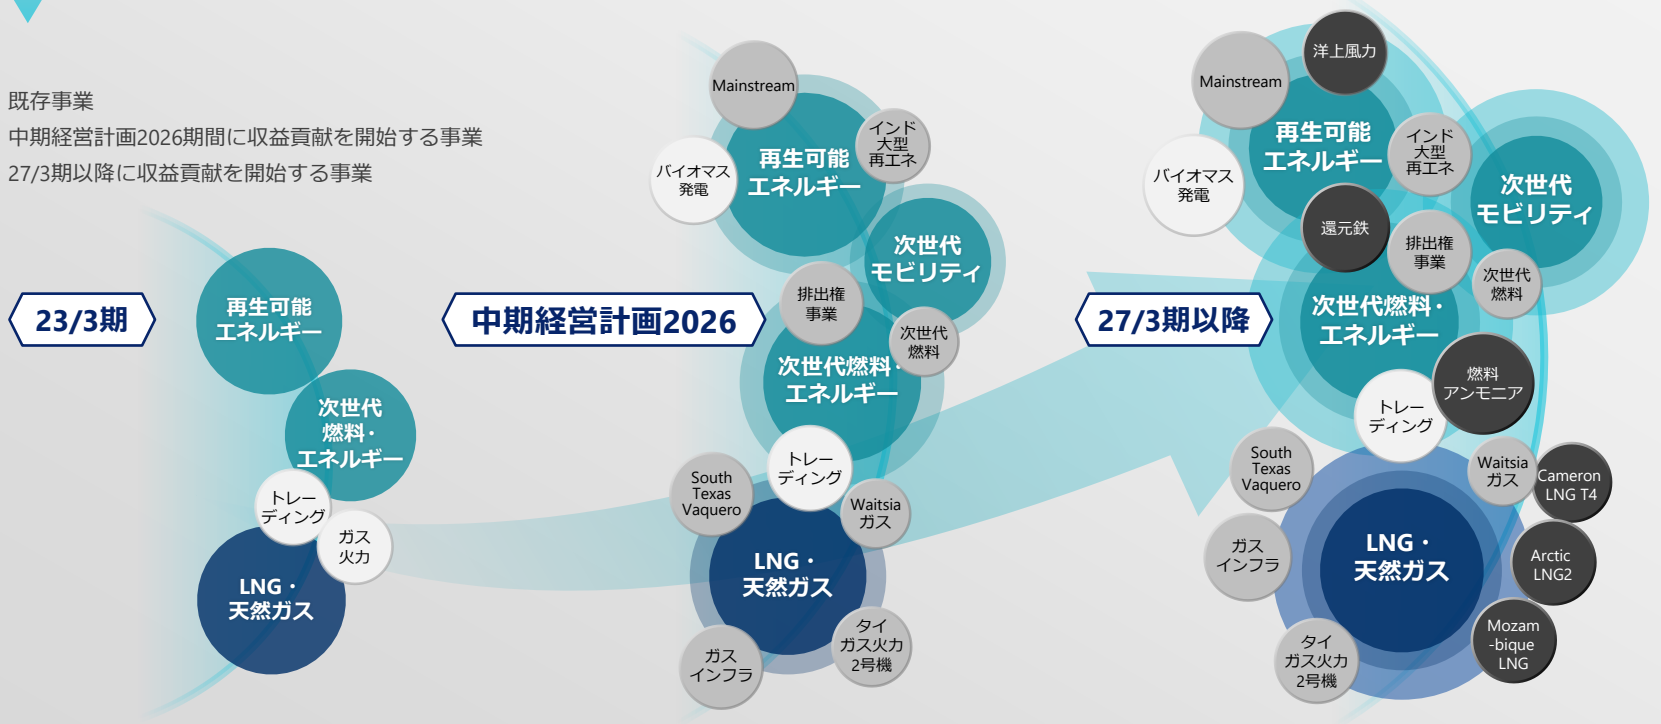 既存事業
中期経営計画2026期間に収益貢献を開始する事業
27/3期以降に収益貢献を開始する事業
23/3期
再生可能
エネルギー
次世代
燃料・
エネルギー
トレー
ディング
ガス
火力
LNG・
天然ガス
中期経営計画2026
Mainstream
再生可能
エネルギー
インド
大型
再エネ
バイオマス
発電
次世代
モビリティ
排出権
事業
次世代
燃料
次世代燃料・
エネルギー
トレー
ディング
South
Texas
Vaquero
Waitsia
ガス
LNG・
天然ガス
タイ
ガス火力
2号機
ガス
インフラ
27/3期以降
洋上風力
Mainstream
再生可能
エネルギー
インド
大型
再エネ
バイオマス
発電
次世代
モビリティ
還元鉄
排出権
事業
次世代
燃料
次世代燃料・
エネルギー
燃料
アンモニア
トレー
ディング
South
Texas
Vaquero
Waitsia
ガス
Cameron
LNG T4
ガス
インフラ
LNG・
天然ガス
Arctic
LNG2
Mozam
-bique
LNG
タイ
ガス火力
2号機